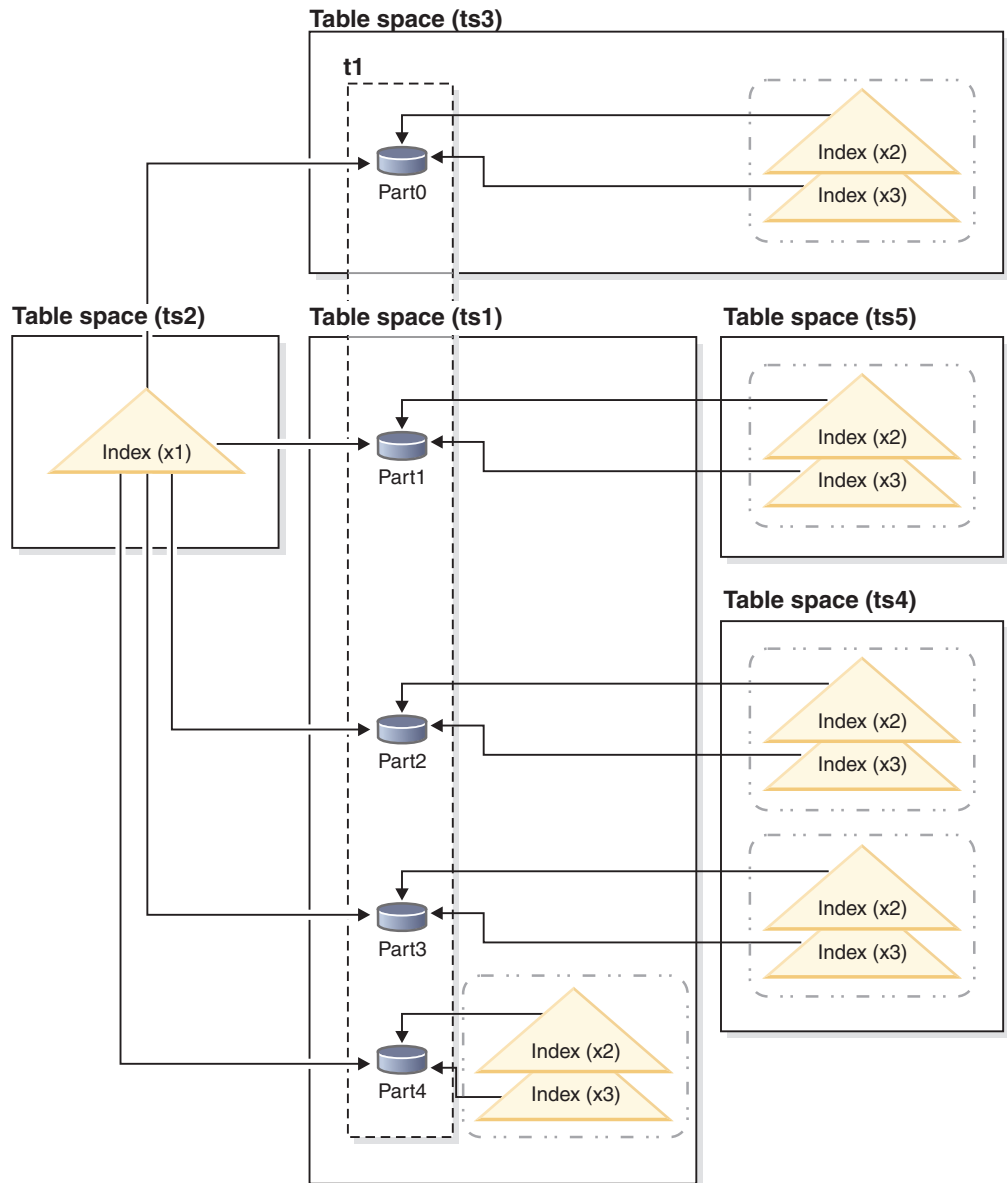 Table space (ts3)
t1
Part0
Index (x2)
Index (x3)
Table space (ts2)
Index (x1)
Table space (ts1)
Part1
Part2
Part3
Part4
Index (x2)
Index (x3)
Table space (ts5)
Index (x2)
Index (x3)
Table space (ts4)
Index (x2)
Index (x3)
Index (x2)
Index (x3)